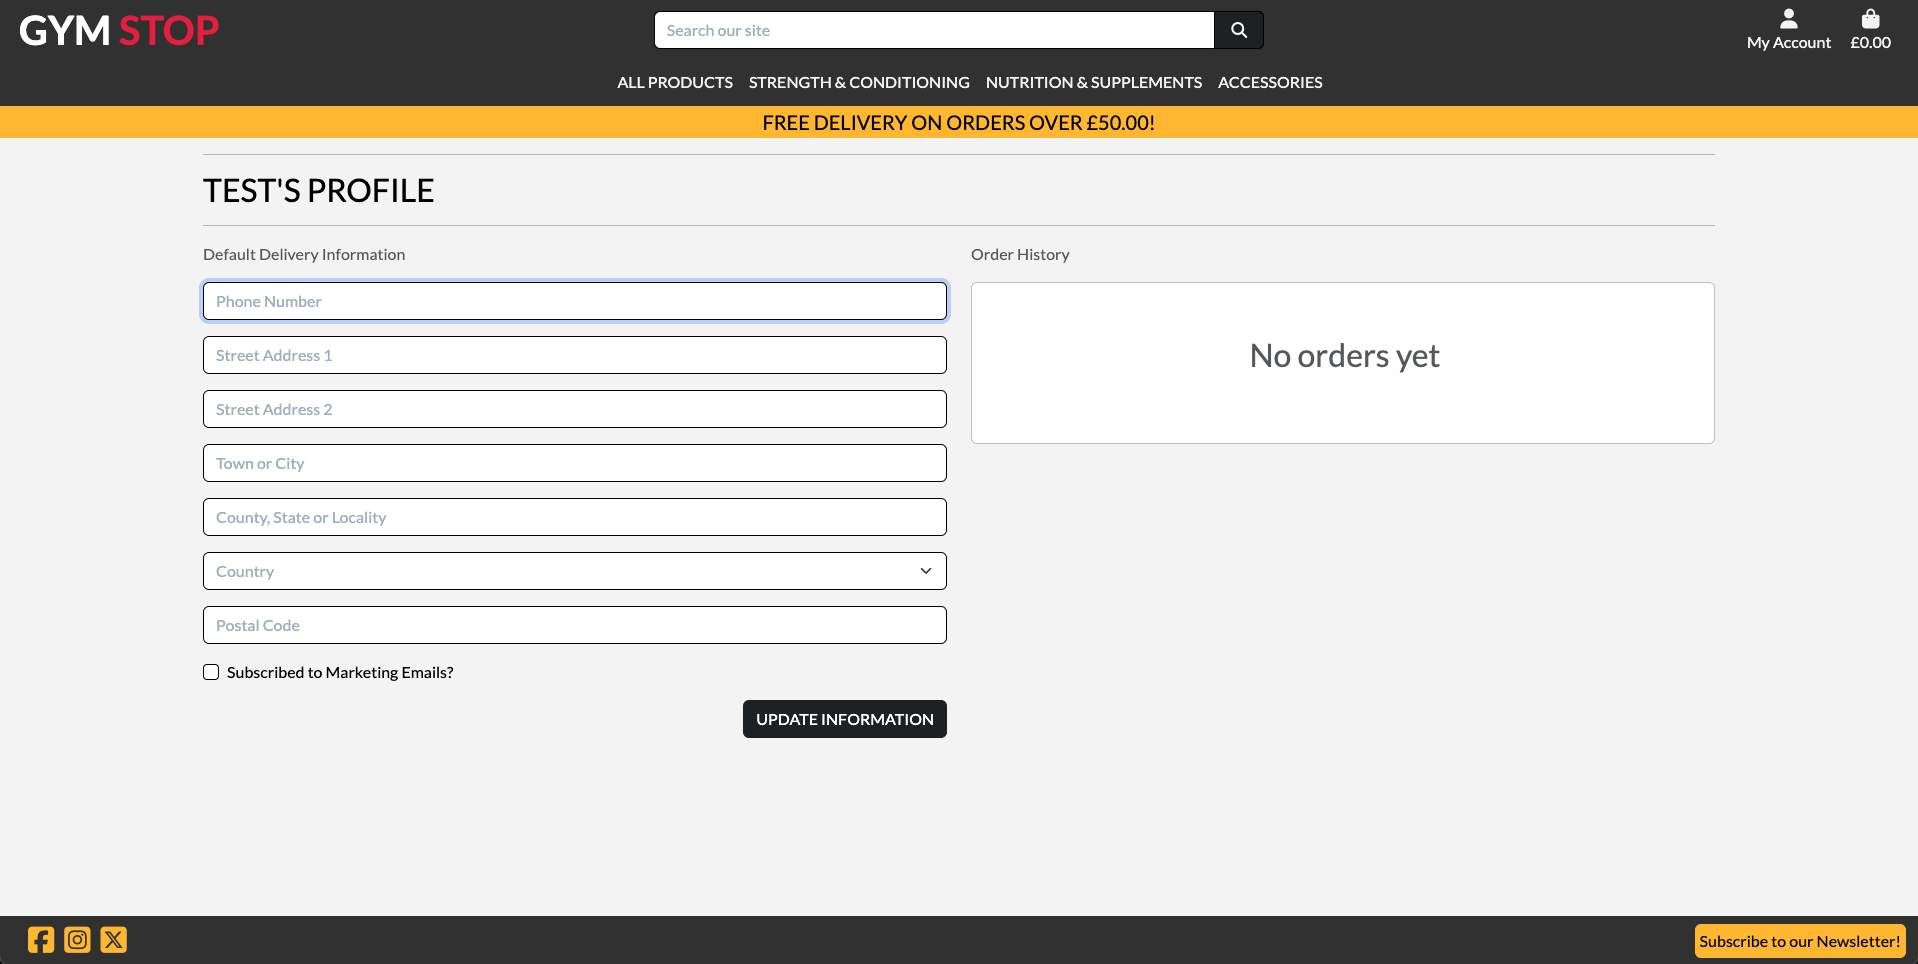 GYM STOP
Search our site
My Account
£0.00
ALL PRODUCTS
STRENGTH & CONDITIONING
NUTRITION & SUPPLEMENTS
ACCESSORIES
FREE DELIVERY ON ORDERS OVER £50.00!
TEST'S PROFILE
Default Delivery Information
Phone Number
Street Address 1
Street Address 2
Town or City
County, State or Locality
Country
Postal Code
Subscribed to Marketing Emails?
UPDATE INFORMATION
Order History
No orders yet
Subscribe to our Newsletter!